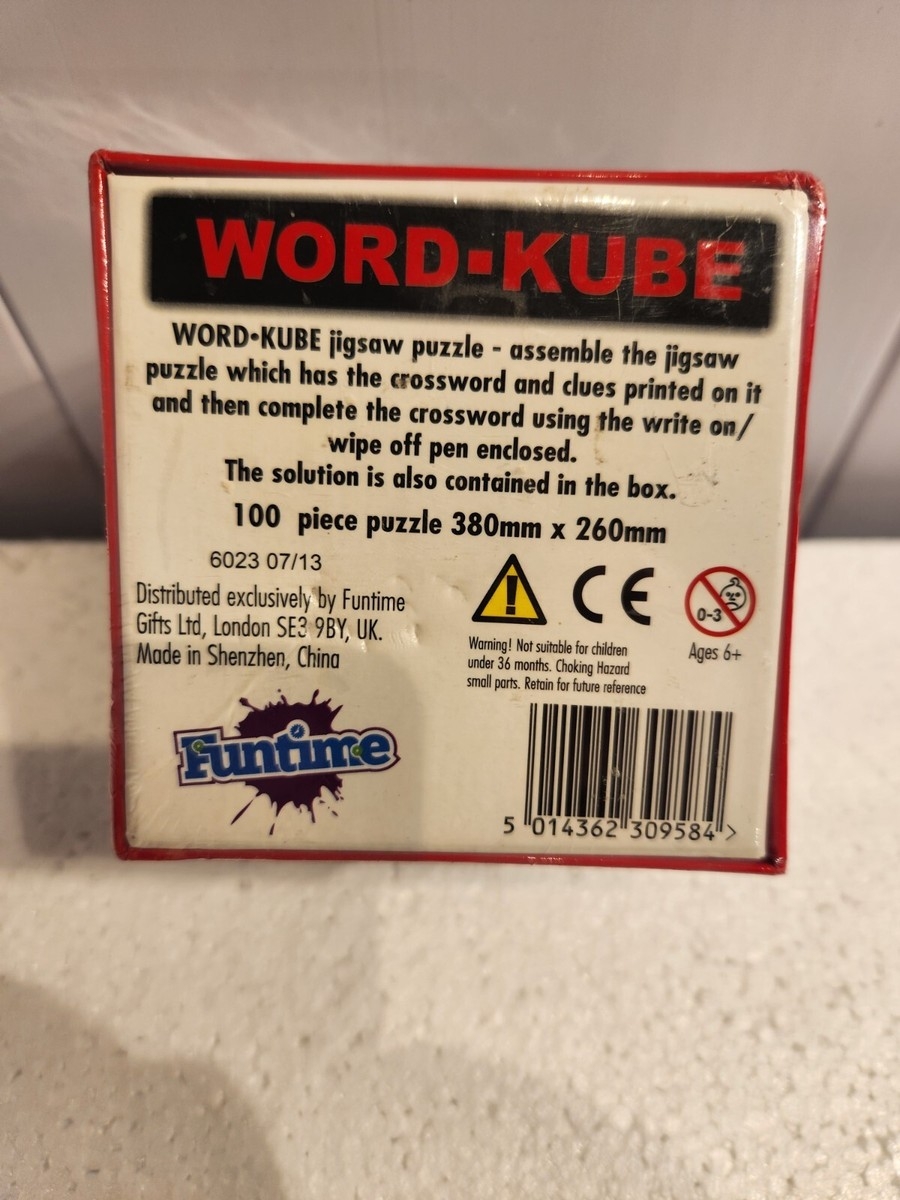 WORD▪KUBE
WORD•KUBE jigsaw puzzle - assemble the jigsaw
puzzle which has the crossword and clues printed on it
and then complete the crossword using the write on/
wipe off pen enclosed.
The solution is also contained in the box.
100 piece puzzle 380mm x 260mm
6023 07/13
Distributed exclusively by Funtime
Gifts Ltd, London SE3 9BY, UK.
Made in Shenzhen, China
!
CE
0-3
Warning! Not suitable for children
under 36 months. Choking Hazard
small parts. Retain for future reference
Ages 6+
Funtime
5 014362 309584 >